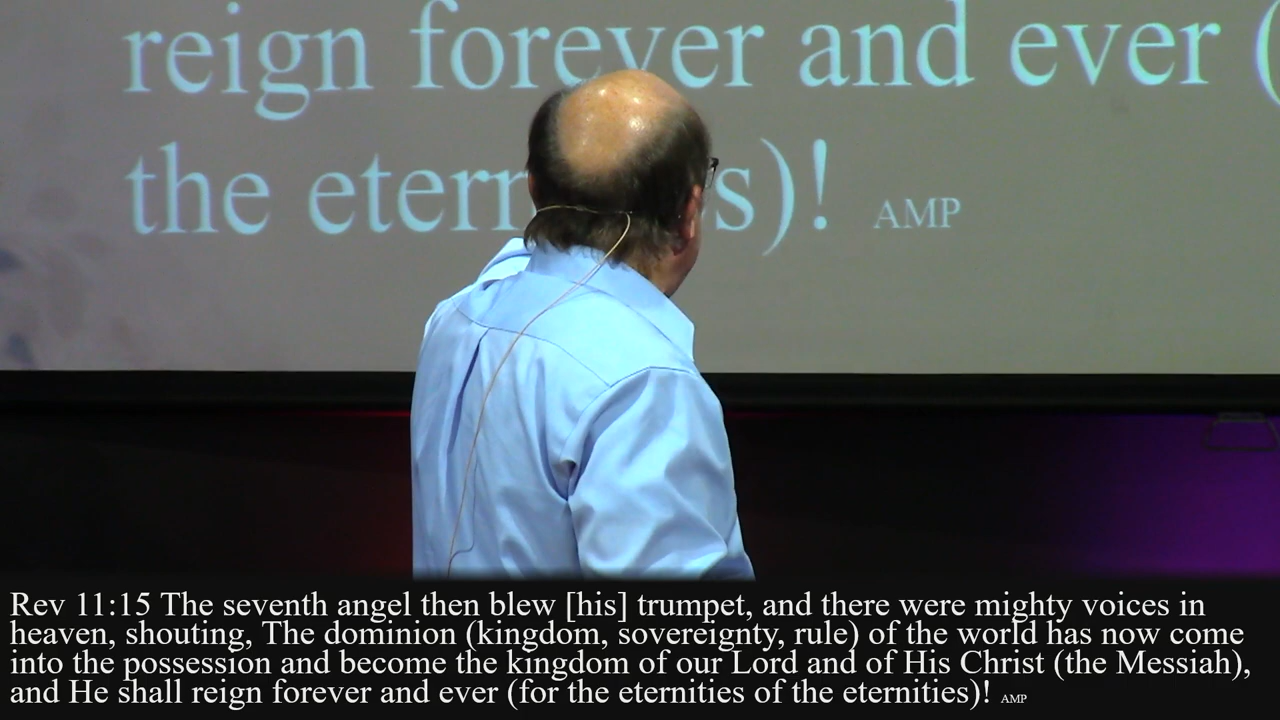 reign forever and ever (
the eterni s)! AMP
Rev 11:15 The seventh angel then blew [his] trumpet, and there were mighty voices in
heaven, shouting, The dominion (kingdom, sovereignty, rule) of the world has now come
into the possession and become the kingdom of our Lord and of His Christ (the Messiah),
and He shall reign forever and ever (for the eternities of the eternities)! AMP